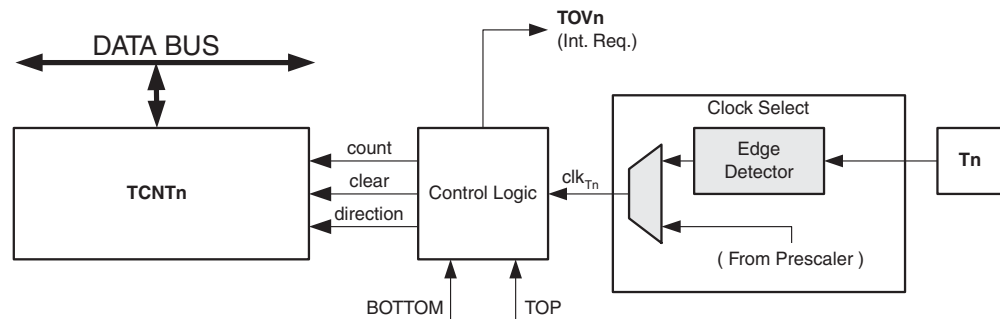 TOVn
(Int. Req.)
DATA BUS
Clock Select
count
Edge
Detector
Tn
TCNTn
clear
Control Logic
clkTn
direction
( From Prescaler )
BOTTOM
TOP